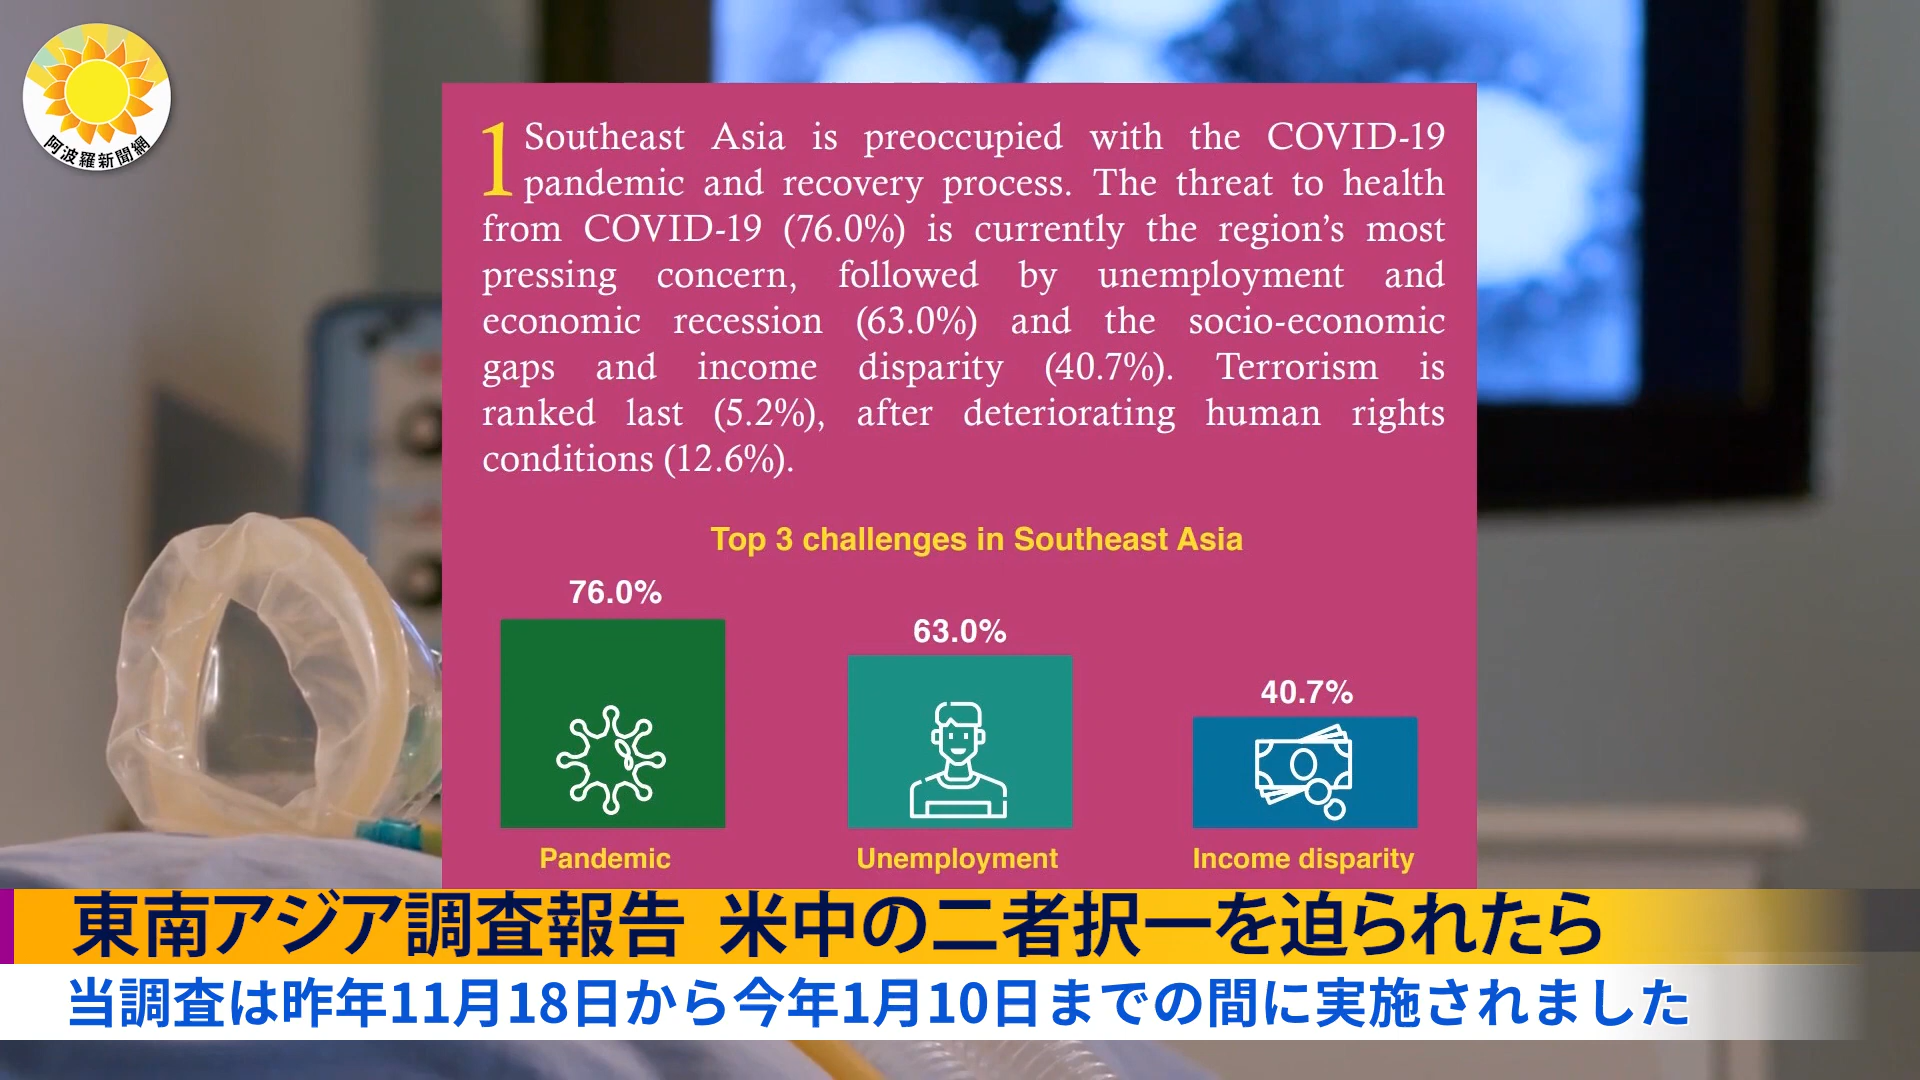 阿波羅新聞網
1 Southeast Asia is preoccupied with the COVID-19
pandemic and recovery process. The threat to health
from COVID-19 (76.0%) is currently the region’s most
pressing concern, followed by unemployment and
economic recession (63.0%) and the socio-economic
gaps and income disparity (40.7%). Terrorism is
ranked last (5.2%), after deteriorating human rights
conditions (12.6%).
Top 3 challenges in Southeast Asia
76.0%
63.0%
40.7%
Pandemic
Unemployment
Income disparity
東南アジア調査報告 米中の二者択一を迫られたら
当調査は昨年11月18日から今年1月10日までの間に実施されました